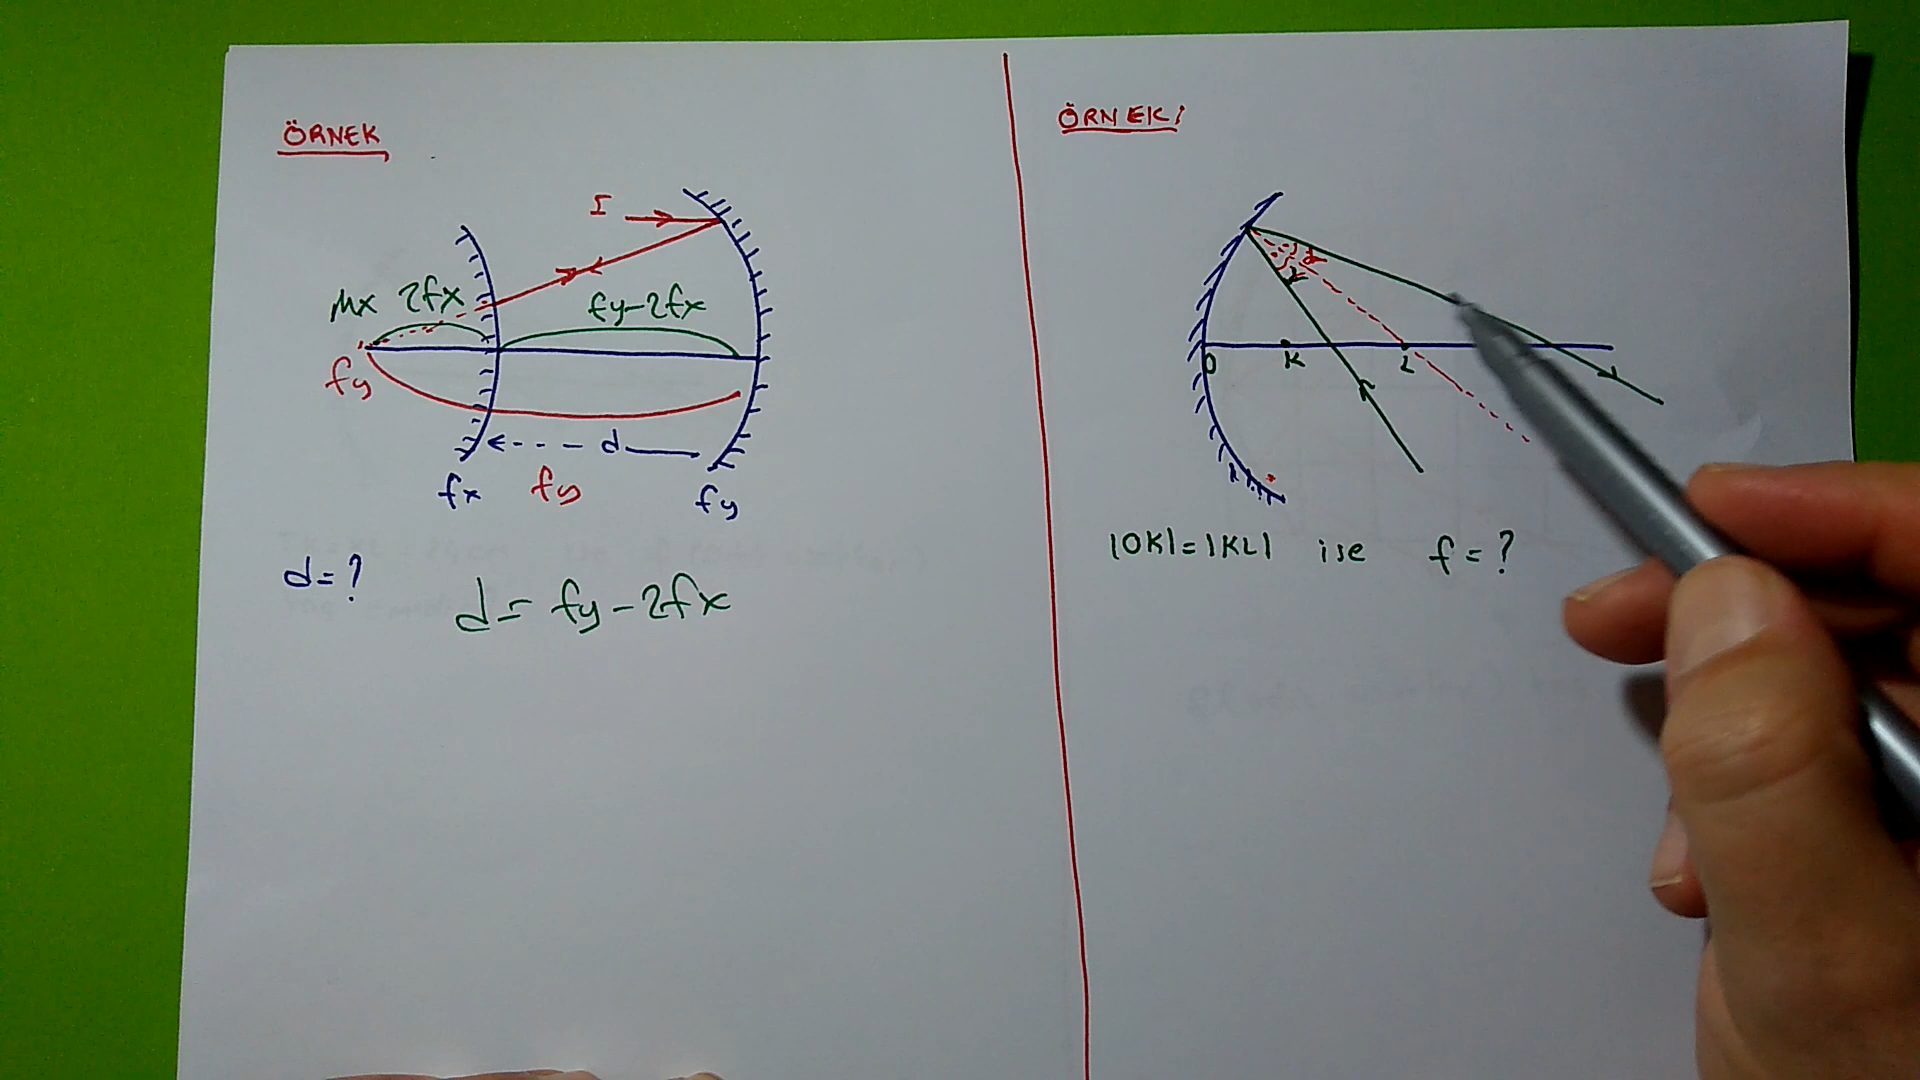 ÖRNEK
I
Mx 2fx
fy-2fx
fy
d
fx
fy
fy
d=?
d= fy-2fx
ÖRNEK:
α
α
O
K
L
|OK|=|KL| ise f=?